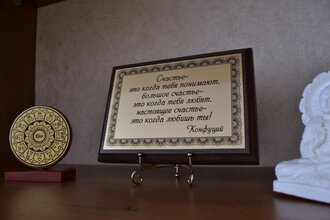 Счастье-
это когда тебя понимают,
большое счастье-
это когда тебя любят,
настоящее счастье-
это когда любишь ты!
Конфуций